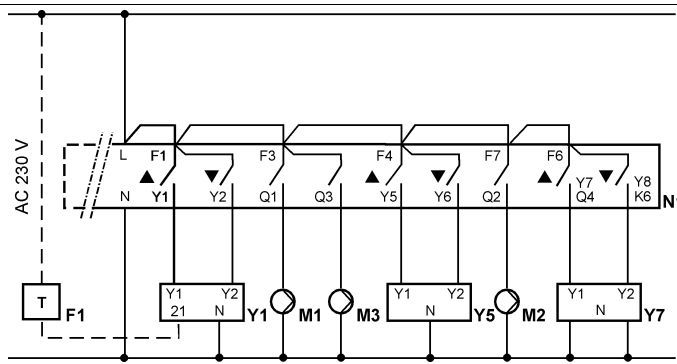 AC 230 V
L F1 F3 F4 F7 F6
N Y1 Y2 Q1 Q3 Y5 Y6 Q2 Y7 Q4 Y8 K6
T F1
Y1 Y2 21 N Y1
M1
M3
Y1 Y2 N Y5
M2
Y1 Y2 N Y7